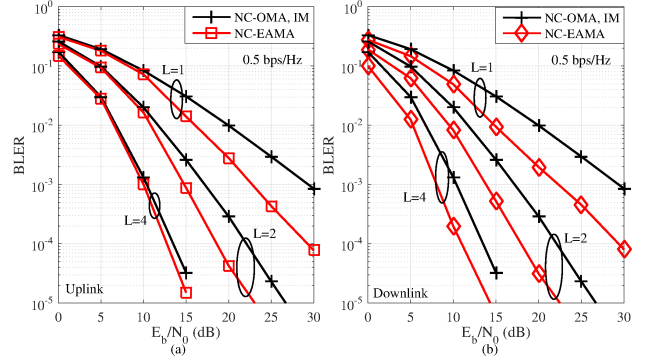 (a)
NC-OMA, IM
NC-EAMA
0.5 bps/Hz
L=1
L=4
L=2
Uplink
BLER
10^0
10^-1
10^-2
10^-3
10^-4
10^-5
0 5 10 15 20 25 30
E_b/N_0 (dB)
(a)
(b)
NC-OMA, IM
NC-EAMA
0.5 bps/Hz
L=1
L=4
L=2
Downlink
BLER
10^0
10^-1
10^-2
10^-3
10^-4
10^-5
0 5 10 15 20 25 30
E_b/N_0 (dB)
(b)